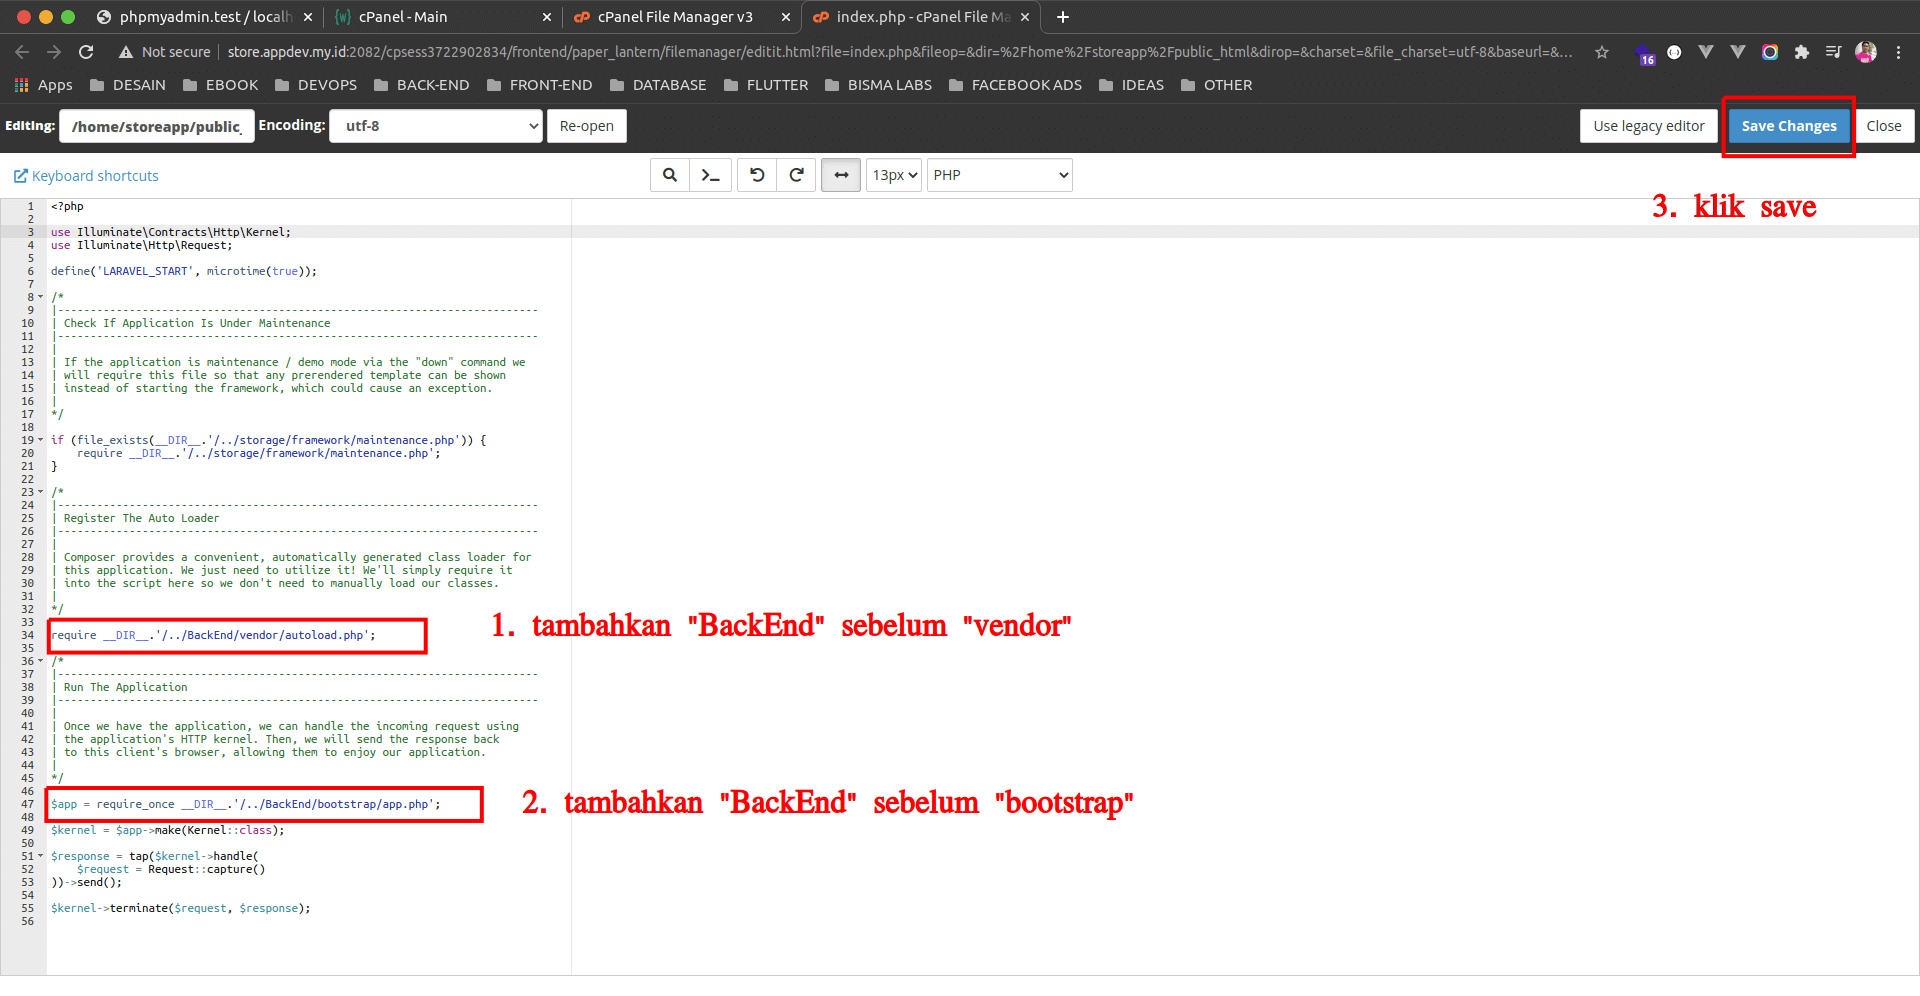 phpmyadmin.test / localh
cPanel - Main
cPanel File Manager v3
index.php - cPanel File Ma
Not secure
store.appdev.my.id:2082/cpsess3722902834/frontend/paper_lantern/filemanager/editit.html?file=index.php&fileop=&dir=%2Fhome%2Fstoreapp%2Fpublic_html&dirop=&charset=&file_charset=utf-8&baseurl=&...
16
Apps
DESAIN
EBOOK
DEVOPS
BACK-END
FRONT-END
DATABASE
FLUTTER
BISMA LABS
FACEBOOK ADS
IDEAS
OTHER
Editing:
/home/storeapp/public_
Encoding:
utf-8
Re-open
Use legacy editor
Save Changes
Close
Keyboard shortcuts
13px
PHP
3. klik save
1 <?php
2
3 use Illuminate\Contracts\Http\Kernel;
4 use Illuminate\Http\Request;
5
6 define('LARAVEL_START', microtime(true));
7
8 /*
9 |--------------------------------------------------------------------------
10 | Check If Application Is Under Maintenance
11 |--------------------------------------------------------------------------
12 |
13 | If the application is maintenance / demo mode via the "down" command we
14 | will require this file so that any prerendered template can be shown
15 | instead of starting the framework, which could cause an exception.
16 |
17 */
18
19 if (file_exists(__DIR__.'/../storage/framework/maintenance.php')) {
20 require __DIR__.'/../storage/framework/maintenance.php';
21 }
22
23 /*
24 |--------------------------------------------------------------------------
25 | Register The Auto Loader
26 |--------------------------------------------------------------------------
27 |
28 | Composer provides a convenient, automatically generated class loader for
29 | this application. We just need to utilize it! We'll simply require it
30 | into the script here so we don't need to manually load our classes.
31 |
32 */
33
34 require __DIR__.'/../BackEnd/vendor/autoload.php';
1. tambahkan "BackEnd" sebelum "vendor"
35
36 /*
37 |--------------------------------------------------------------------------
38 | Run The Application
39 |--------------------------------------------------------------------------
40 |
41 | Once we have the application, we can handle the incoming request using
42 | the application's HTTP kernel. Then, we will send the response back
43 | to this client's browser, allowing them to enjoy our application.
44 |
45 */
46
47 $app = require_once __DIR__.'/../BackEnd/bootstrap/app.php';
2. tambahkan "BackEnd" sebelum "bootstrap"
48
49 $kernel = $app->make(Kernel::class);
50
51 $response = tap($kernel->handle(
52 $request = Request::capture()
53 ))->send();
54
55 $kernel->terminate($request, $response);
56